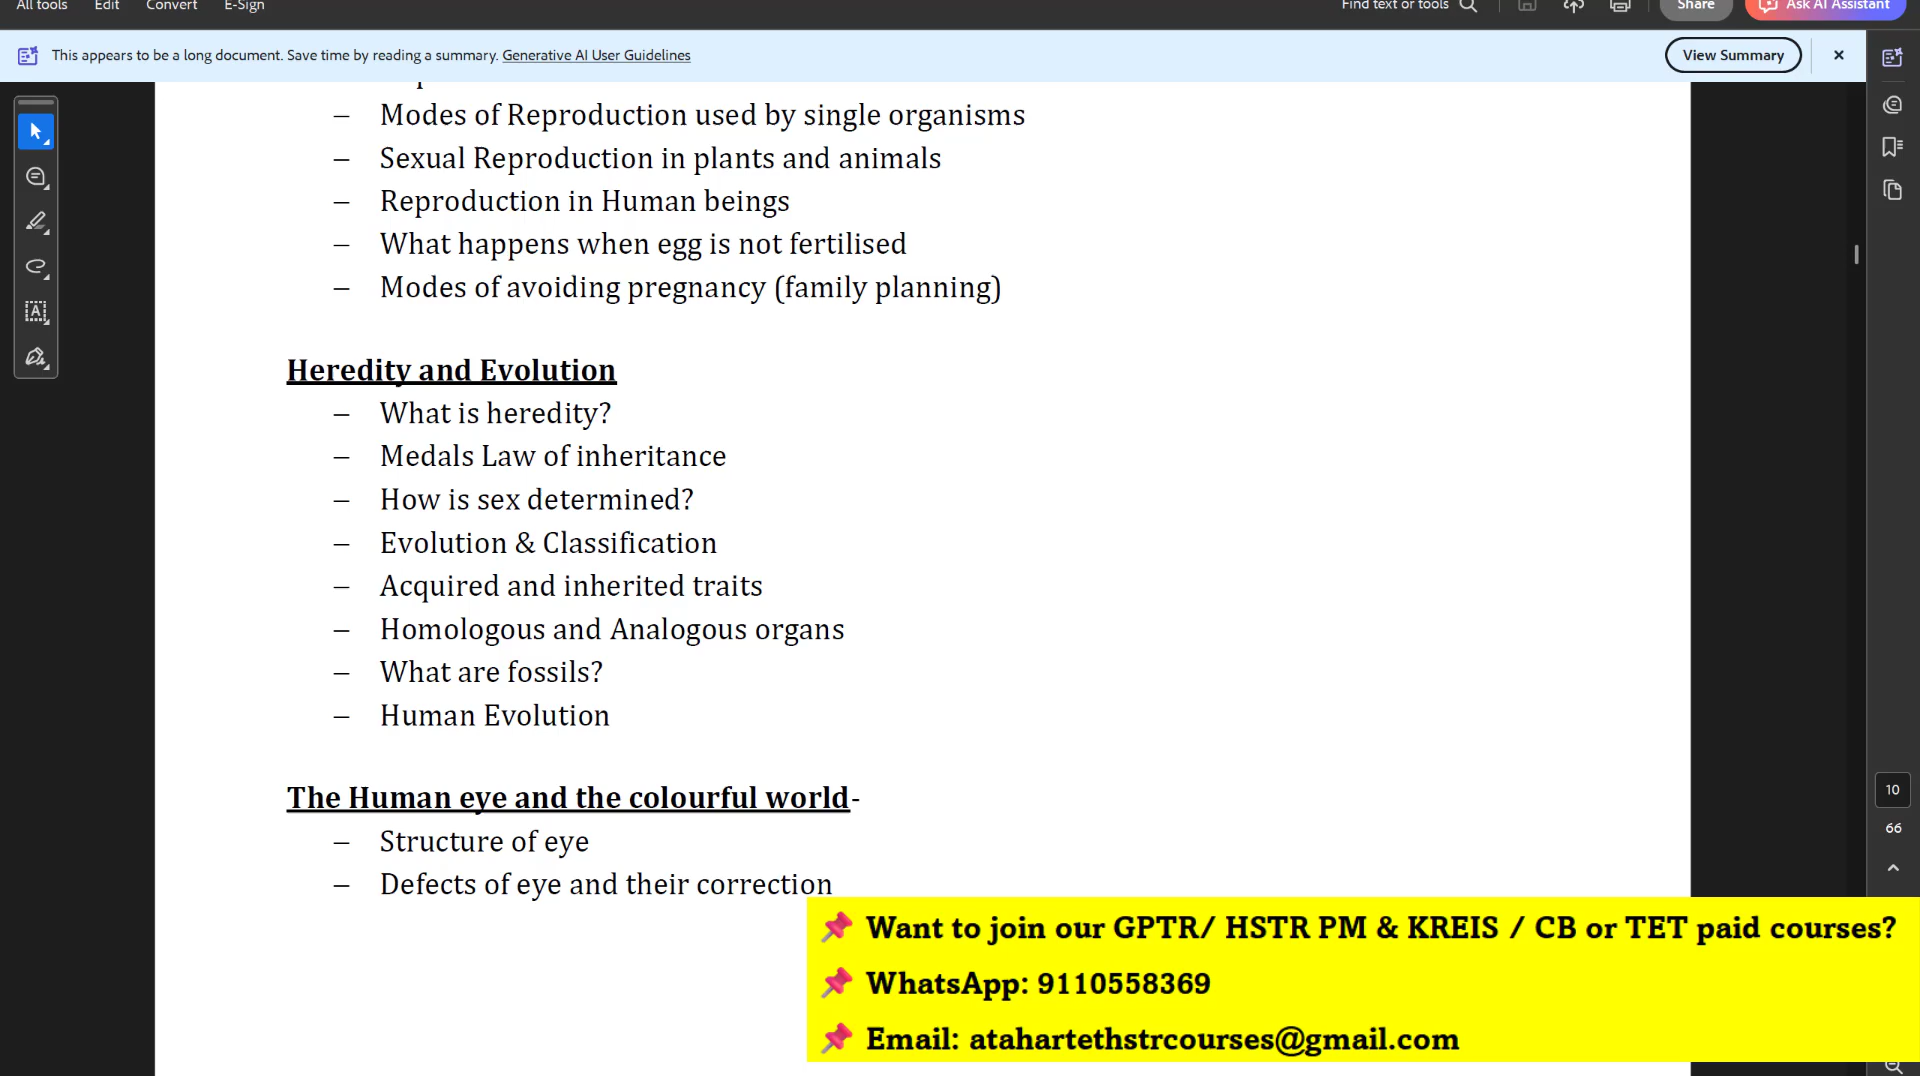 All tools Edit Convert E-Sign Find text or tools Share Ask AI Assistant
This appears to be a long document. Save time by reading a summary. Generative AI User Guidelines View Summary
– Modes of Reproduction used by single organisms
– Sexual Reproduction in plants and animals
– Reproduction in Human beings
– What happens when egg is not fertilised
– Modes of avoiding pregnancy (family planning)
Heredity and Evolution
– What is heredity?
– Medals Law of inheritance
– How is sex determined?
– Evolution & Classification
– Acquired and inherited traits
– Homologous and Analogous organs
– What are fossils?
– Human Evolution
The Human eye and the colourful world-
– Structure of eye
– Defects of eye and their correction
10
66
Want to join our GPTR/ HSTR PM & KREIS / CB or TET paid courses?
WhatsApp: 9110558369
Email: atahartethstrcourses@gmail.com